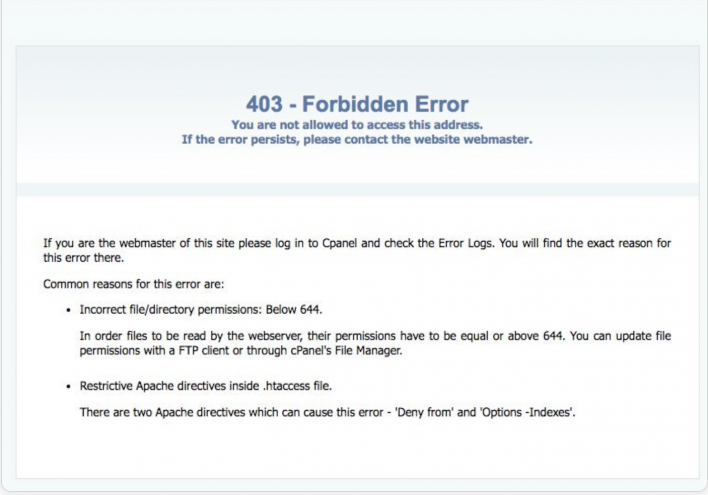 403 - Forbidden Error
You are not allowed to access this address.
If the error persists, please contact the website webmaster.
If you are the webmaster of this site please log in to Cpanel and check the Error Logs. You will find the exact reason for
this error there.
Common reasons for this error are:
• Incorrect file/directory permissions: Below 644.
In order files to be read by the webserver, their permissions have to be equal or above 644. You can update file
permissions with a FTP client or through cPanel's File Manager.
• Restrictive Apache directives inside .htaccess file.
There are two Apache directives which can cause this error - 'Deny from' and 'Options -Indexes'.